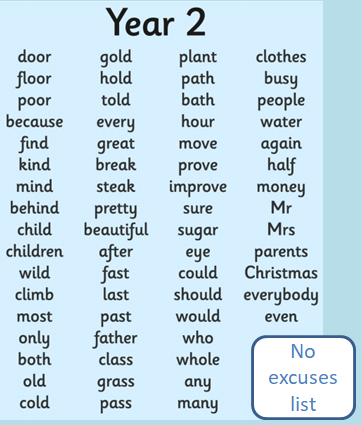 Year 2
door gold plant clothes
floor hold path busy
poor told bath people
because every hour water
find great move again
kind break prove half
mind steak improve money
behind pretty sure Mr
child beautiful sugar Mrs
children after eye parents
wild fast could Christmas
climb last should everybody
most past would even
only father who
both class whole
old grass any
cold pass many
No
excuses
list